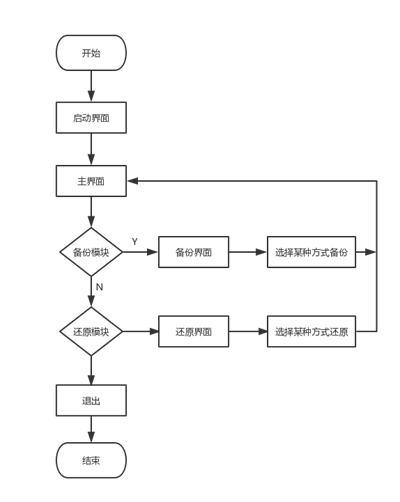 开始
启动界面
主界面
备份模块
Y
备份界面
选择某种方式备份
N
还原模块
还原界面
选择某种方式还原
退出
结束